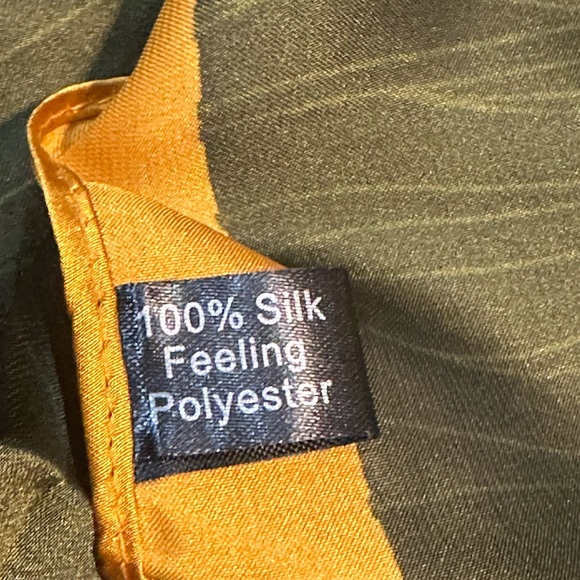 100% Silk
Feeling
Polyester